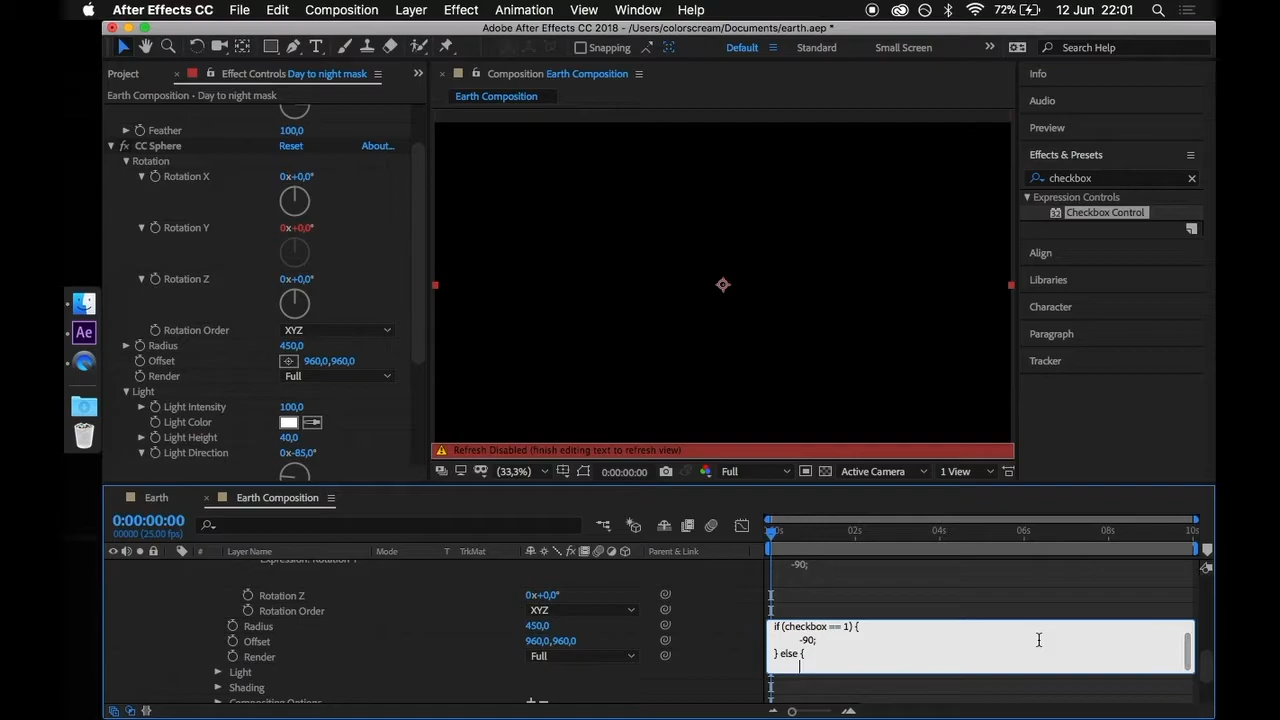 After Effects CC File Edit Composition Layer Effect Animation View Window Help 72% 12 Jun 22:01
Adobe After Effects CC 2018 - /Users/colorscream/Documents/earth.aep *
Snapping Default Standard Small Screen Search Help
Project Effect Controls Day to night mask
Earth Composition • Day to night mask
Feather 100,0
fx CC Sphere Reset About...
Rotation
Rotation X 0x+0,0°
Rotation Y 0x+0,0°
Rotation Z 0x+0,0°
Rotation Order XYZ
Radius 450,0
Offset 960,0,960,0
Render Full
Light
Light Intensity 100,0
Light Color
Light Height 40,0
Light Direction 0x-85,0°
Composition Earth Composition
Earth Composition
Refresh Disabled (finish editing text to refresh view)
(33,3%) 0:00:00:00 Full Active Camera 1 View
Info
Audio
Preview
Effects & Presets
checkbox
Expression Controls
32 Checkbox Control
Align
Libraries
Character
Paragraph
Tracker
Ae
Earth Earth Composition
0:00:00:00
00000 (25.00 fps)
# Layer Name Mode T TrkMat fx Parent & Link
02s 04s 06s 08s 10s
Expression: Rotation Y
-90;
Rotation Z 0x+0,0°
Rotation Order XYZ
Radius 450,0
Offset 960,0,960,0
Render Full
Light
Shading
Compositing Options
if (checkbox == 1) {
-90;
} else {